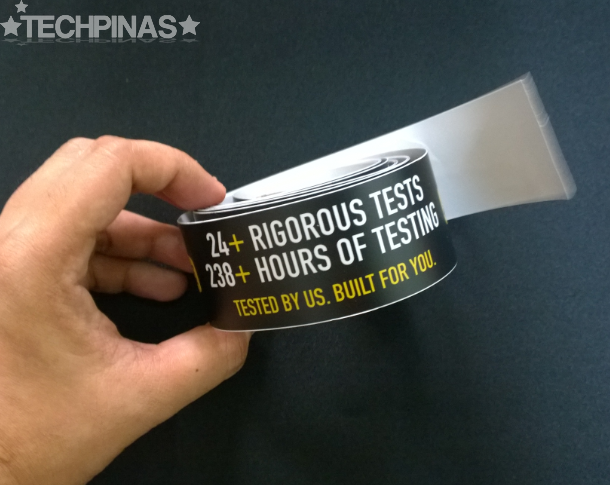 TECHPINAS
24+ RIGOROUS TESTS
238+ HOURS OF TESTING
TESTED BY US. BUILT FOR YOU.